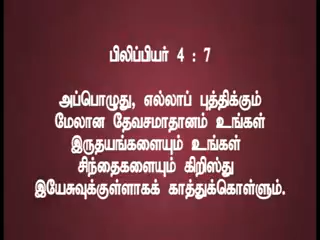 பிலிப்பியர் 4 : 7
அப்பொழுது, எல்லாப் புத்திக்கும்
மேலான தேவசமாதானம் உங்கள்
இருதயங்களையும் உங்கள்
சிந்தைகளையும் கிறிஸ்து
இயேசுவுக்குள்ளாகக் காத்துக்கொள்ளும்.